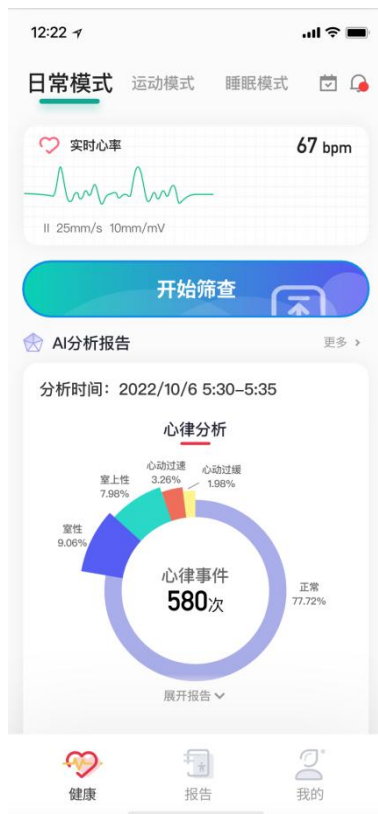 12:22
日常模式 运动模式 睡眠模式
实时心率 67 bpm
II 25mm/s 10mm/mV
开始筛查
AI分析报告 更多 >
分析时间：2022/10/6 5:30–5:35
心律分析
心动过速 心动过缓
3.26% 1.98%
室上性
7.98%
室性
9.06%
心律事件
580次
正常
77.72%
展开报告
健康 报告 我的